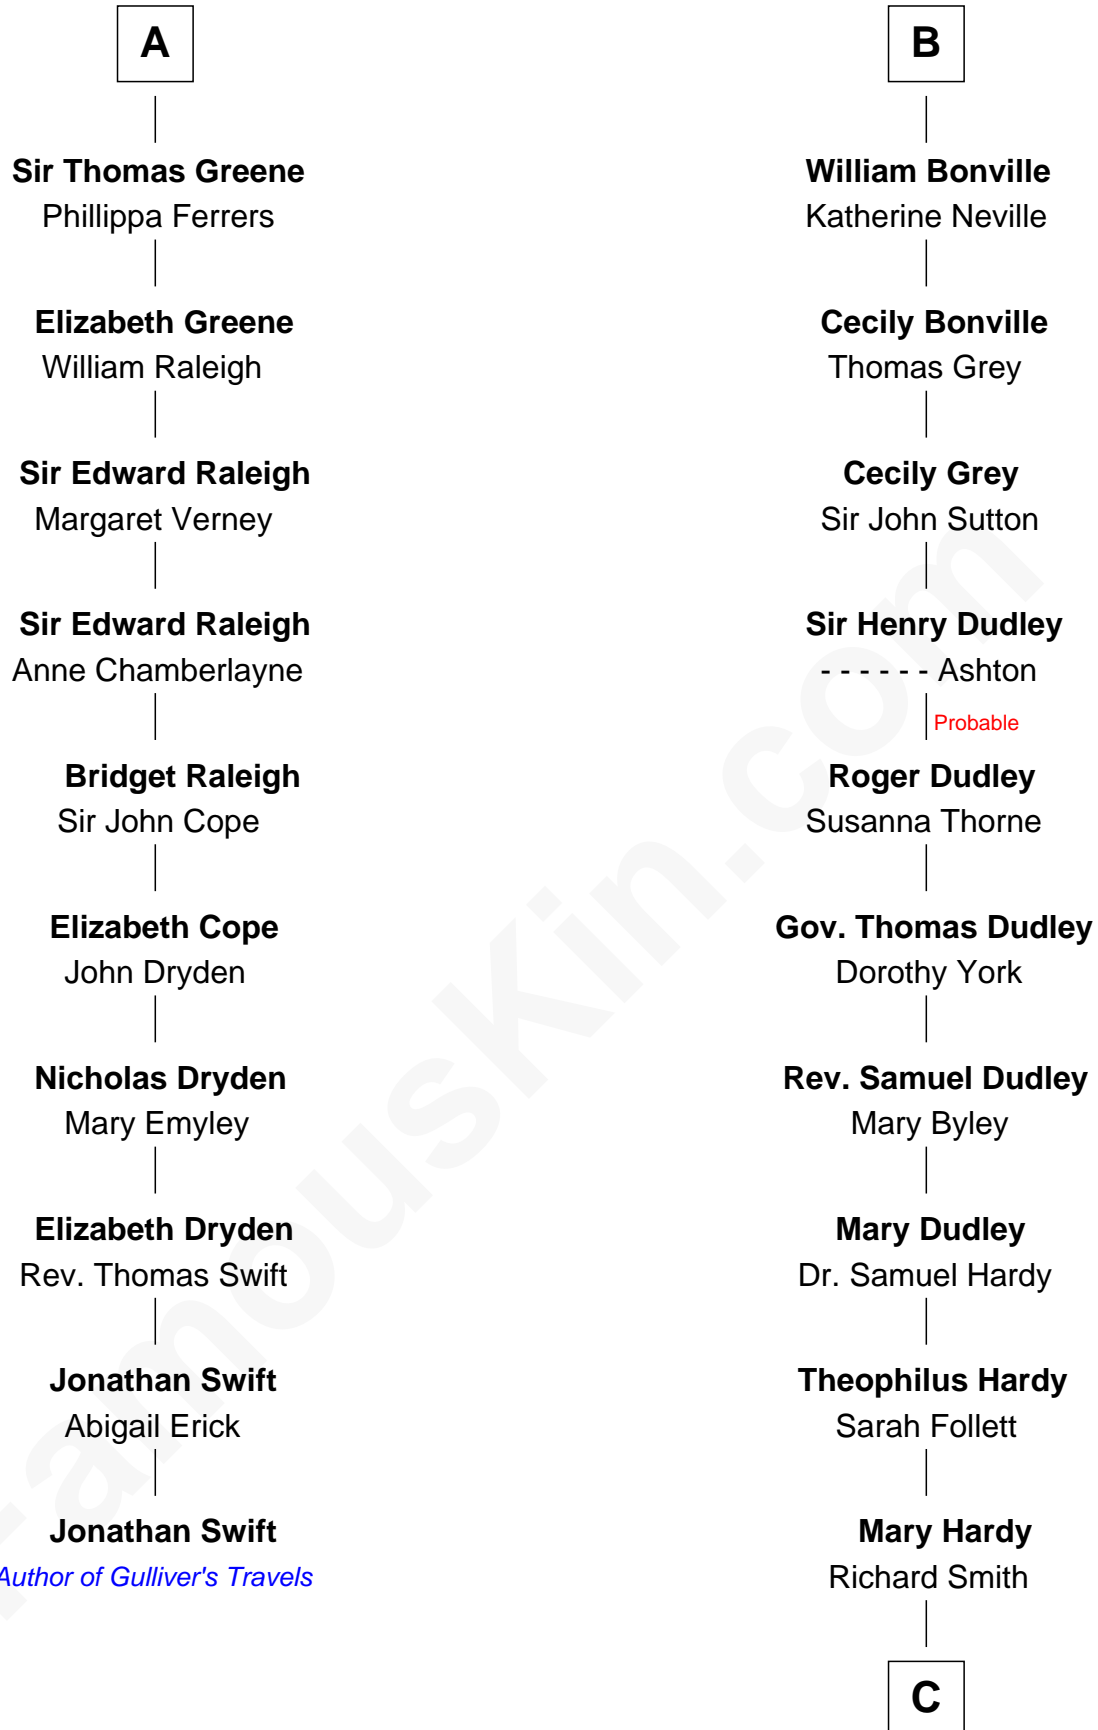 A
Sir Thomas Greene
Phillippa Ferrers
Elizabeth Greene
William Raleigh
Sir Edward Raleigh
Margaret Verney
Sir Edward Raleigh
Anne Chamberlayne
Bridget Raleigh
Sir John Cope
Elizabeth Cope
John Dryden
Nicholas Dryden
Mary Emyley
Elizabeth Dryden
Rev. Thomas Swift
Jonathan Swift
Abigail Erick
Jonathan Swift
Author of Gulliver's Travels
B
William Bonville
Katherine Neville
Cecily Bonville
Thomas Grey
Cecily Grey
Sir John Sutton
Sir Henry Dudley
- - - - - - Ashton
Probable
Roger Dudley
Susanna Thorne
Gov. Thomas Dudley
Dorothy York
Rev. Samuel Dudley
Mary Byley
Mary Dudley
Dr. Samuel Hardy
Theophilus Hardy
Sarah Follett
Mary Hardy
Richard Smith
C
FamousKin.com